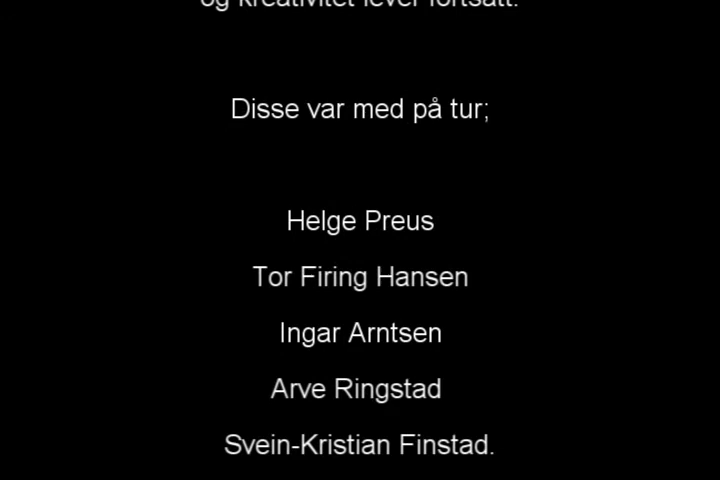 og kreativitet lever fortsatt.
Disse var med på tur;
Helge Preus
Tor Firing Hansen
Ingar Arntsen
Arve Ringstad
Svein-Kristian Finstad.